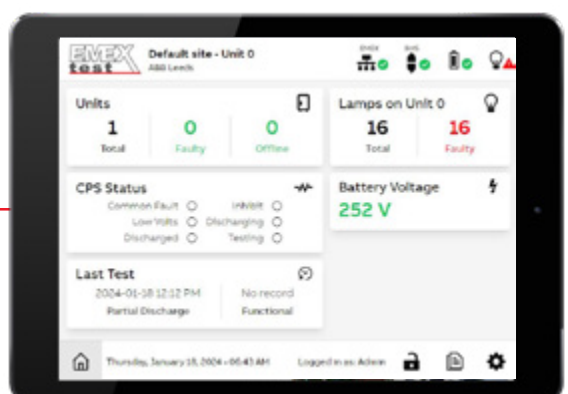 EMEX
test
Default site - Unit 0
ABB Leeds
EMEX
BMS
Units
1
0
0
Total
Faulty
Offline
Lamps on Unit 0
16
16
Total
Faulty
CPS Status
Common Fault
Inhibit
Low Volts
Discharging
Discharged
Testing
Battery Voltage
252 V
Last Test
2024-01-18 12:12 PM
No record
Partial Discharge
Functional
Thursday, January 18, 2024 - 06:43 AM
Logged in as: Admin